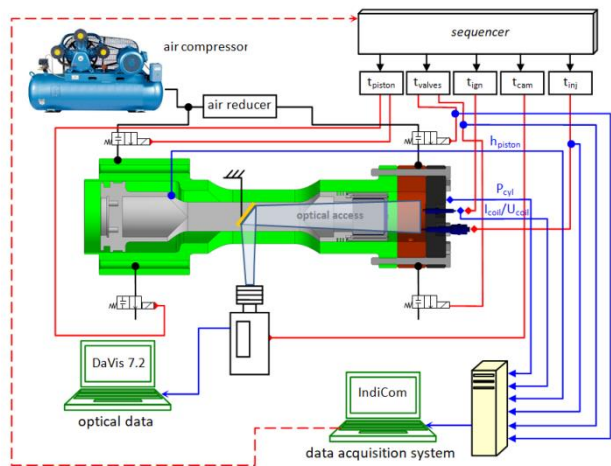 sequencer
air compressor
t_piston
t_valves
t_ign
t_cam
t_inj
air reducer
h_piston
P_cyl
I_coil/U_coil
optical access
DaVis 7.2
IndiCom
optical data
data acquisition system